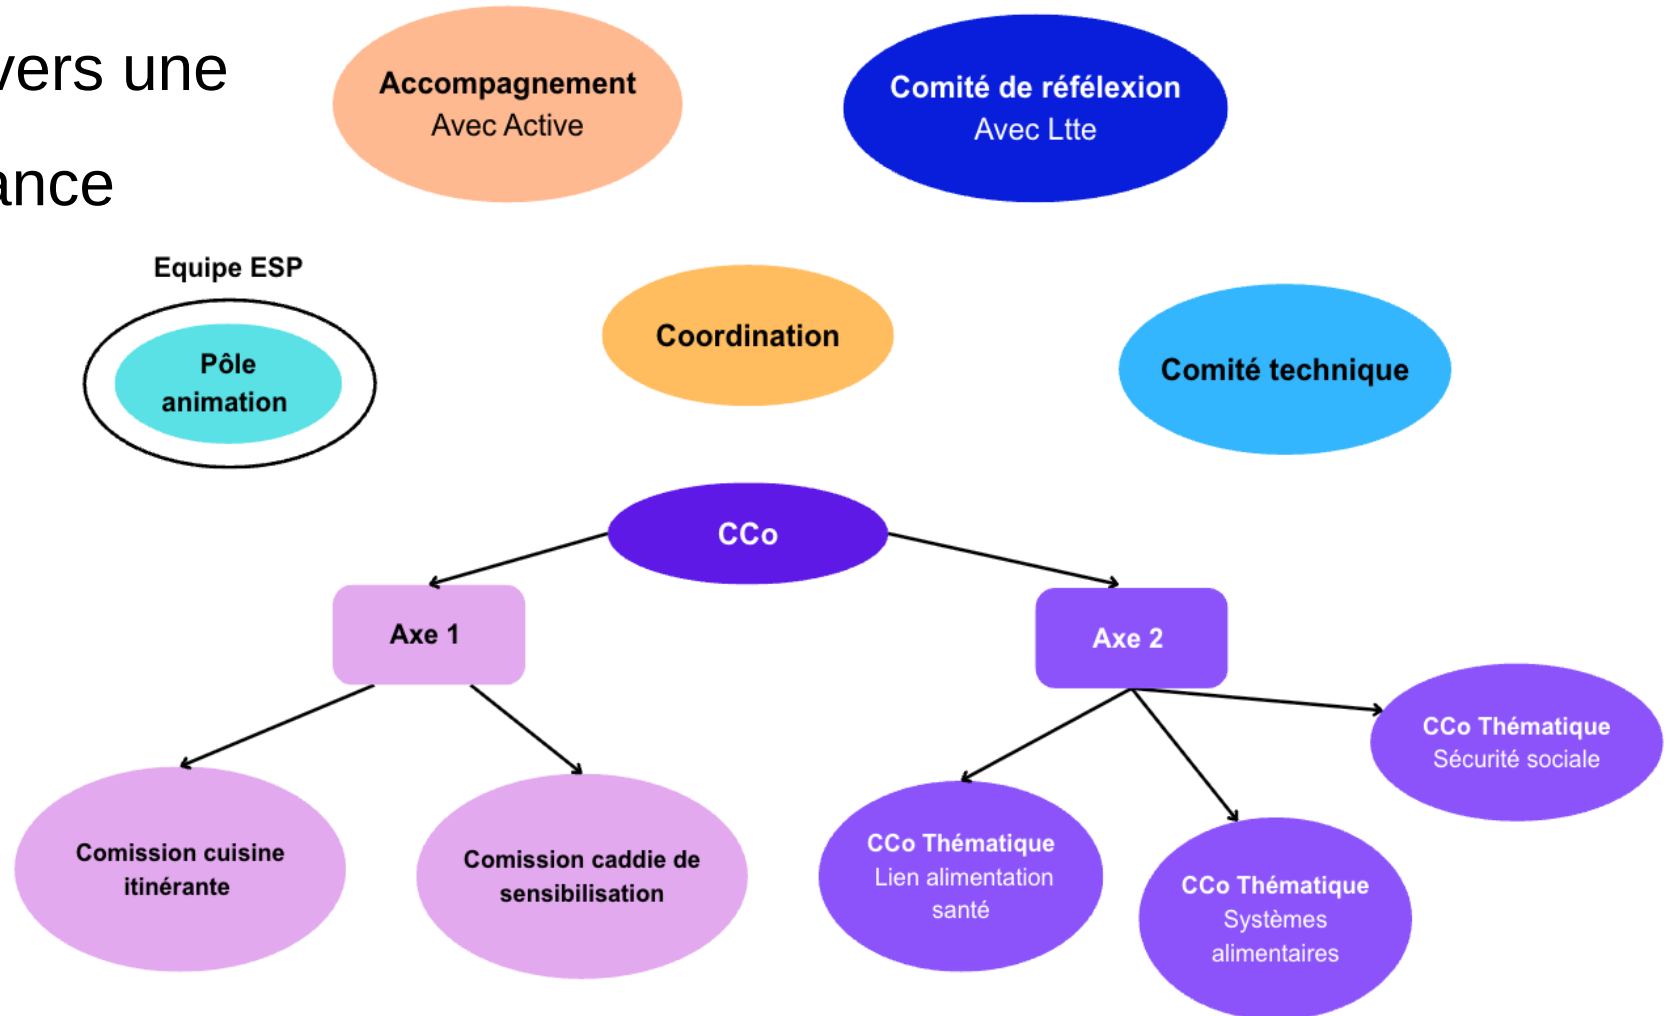 vers une
ance
Accompagnement
Avec Active
Comité de réfélexion
Avec Ltte
Equipe ESP
Pôle
animation
Coordination
Comité technique
CCo
Axe 1
Axe 2
CCo Thématique
Sécurité sociale
Comission cuisine
itinérante
Comission caddie de
sensibilisation
CCo Thématique
Lien alimentation
santé
CCo Thématique
Systèmes
alimentaires